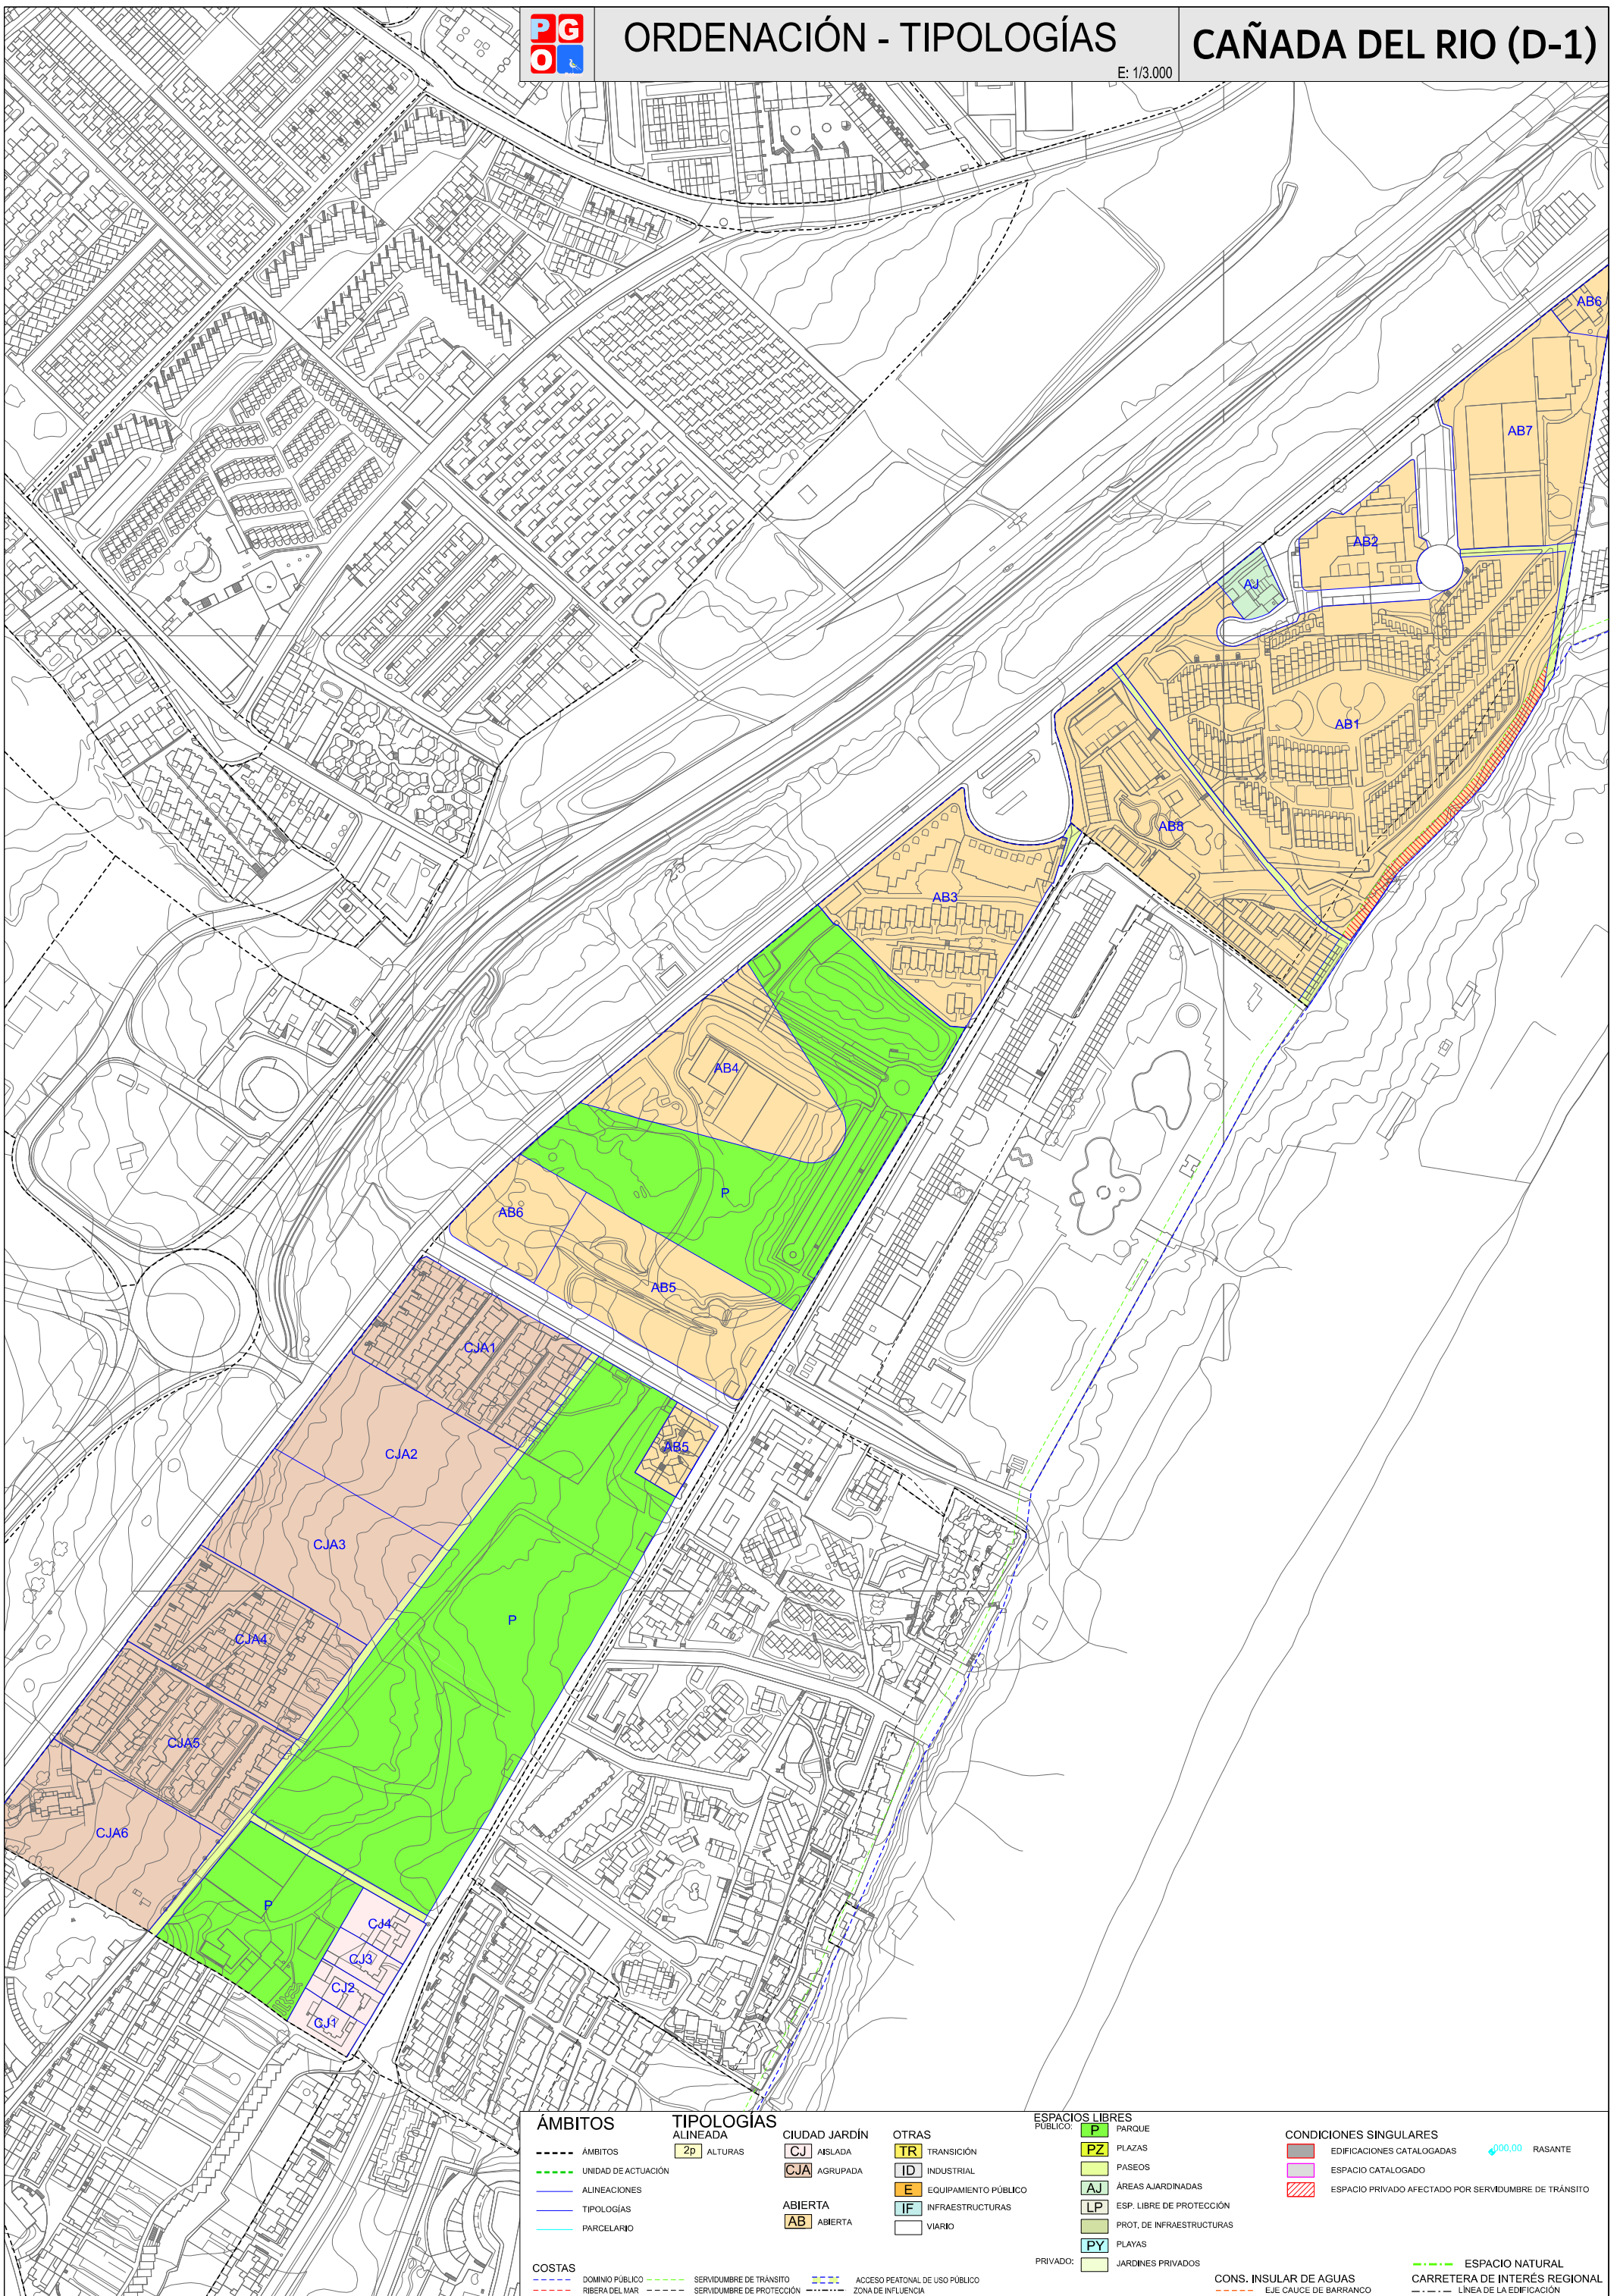 PGO
ORDENACIÓN - TIPOLOGÍAS
E: 1/3.000
CAÑADA DEL RIO (D-1)
AB6
AB7
AB2
AJ
AB1
AB8
AB3
AB4
P
AB6
AB5
CJA1
CJA2
AB5
CJA3
P
CJA4
CJA5
CJA6
P
CJ4
CJ3
CJ2
CJ1
ÁMBITOS
ÁMBITOS
UNIDAD DE ACTUACIÓN
ALINEACIONES
TIPOLOGÍAS
PARCELARIO
COSTAS
DOMINIO PÚBLICO
RIBERA DEL MAR
SERVIDUMBRE DE TRÁNSITO
SERVIDUMBRE DE PROTECCIÓN
ACCESO PEATONAL DE USO PÚBLICO
ZONA DE INFLUENCIA
TIPOLOGÍAS
ALINEADA
2p ALTURAS
CIUDAD JARDÍN
CJ AISLADA
CJA AGRUPADA
ABIERTA
AB ABIERTA
OTRAS
TR TRANSICIÓN
ID INDUSTRIAL
E EQUIPAMIENTO PÚBLICO
IF INFRAESTRUCTURAS
VIARIO
ESPACIOS LIBRES
PÚBLICO:
P PARQUE
PZ PLAZAS
PASEOS
AJ ÁREAS AJARDINADAS
LP ESP. LIBRE DE PROTECCIÓN
PROT. DE INFRAESTRUCTURAS
PY PLAYAS
PRIVADO: JARDINES PRIVADOS
CONDICIONES SINGULARES
EDIFICACIONES CATALOGADAS
000,00 RASANTE
ESPACIO CATALOGADO
ESPACIO PRIVADO AFECTADO POR SERVIDUMBRE DE TRÁNSITO
ESPACIO NATURAL
CONS. INSULAR DE AGUAS
EJE CAUCE DE BARRANCO
CARRETERA DE INTERÉS REGIONAL
LÍNEA DE LA EDIFICACIÓN